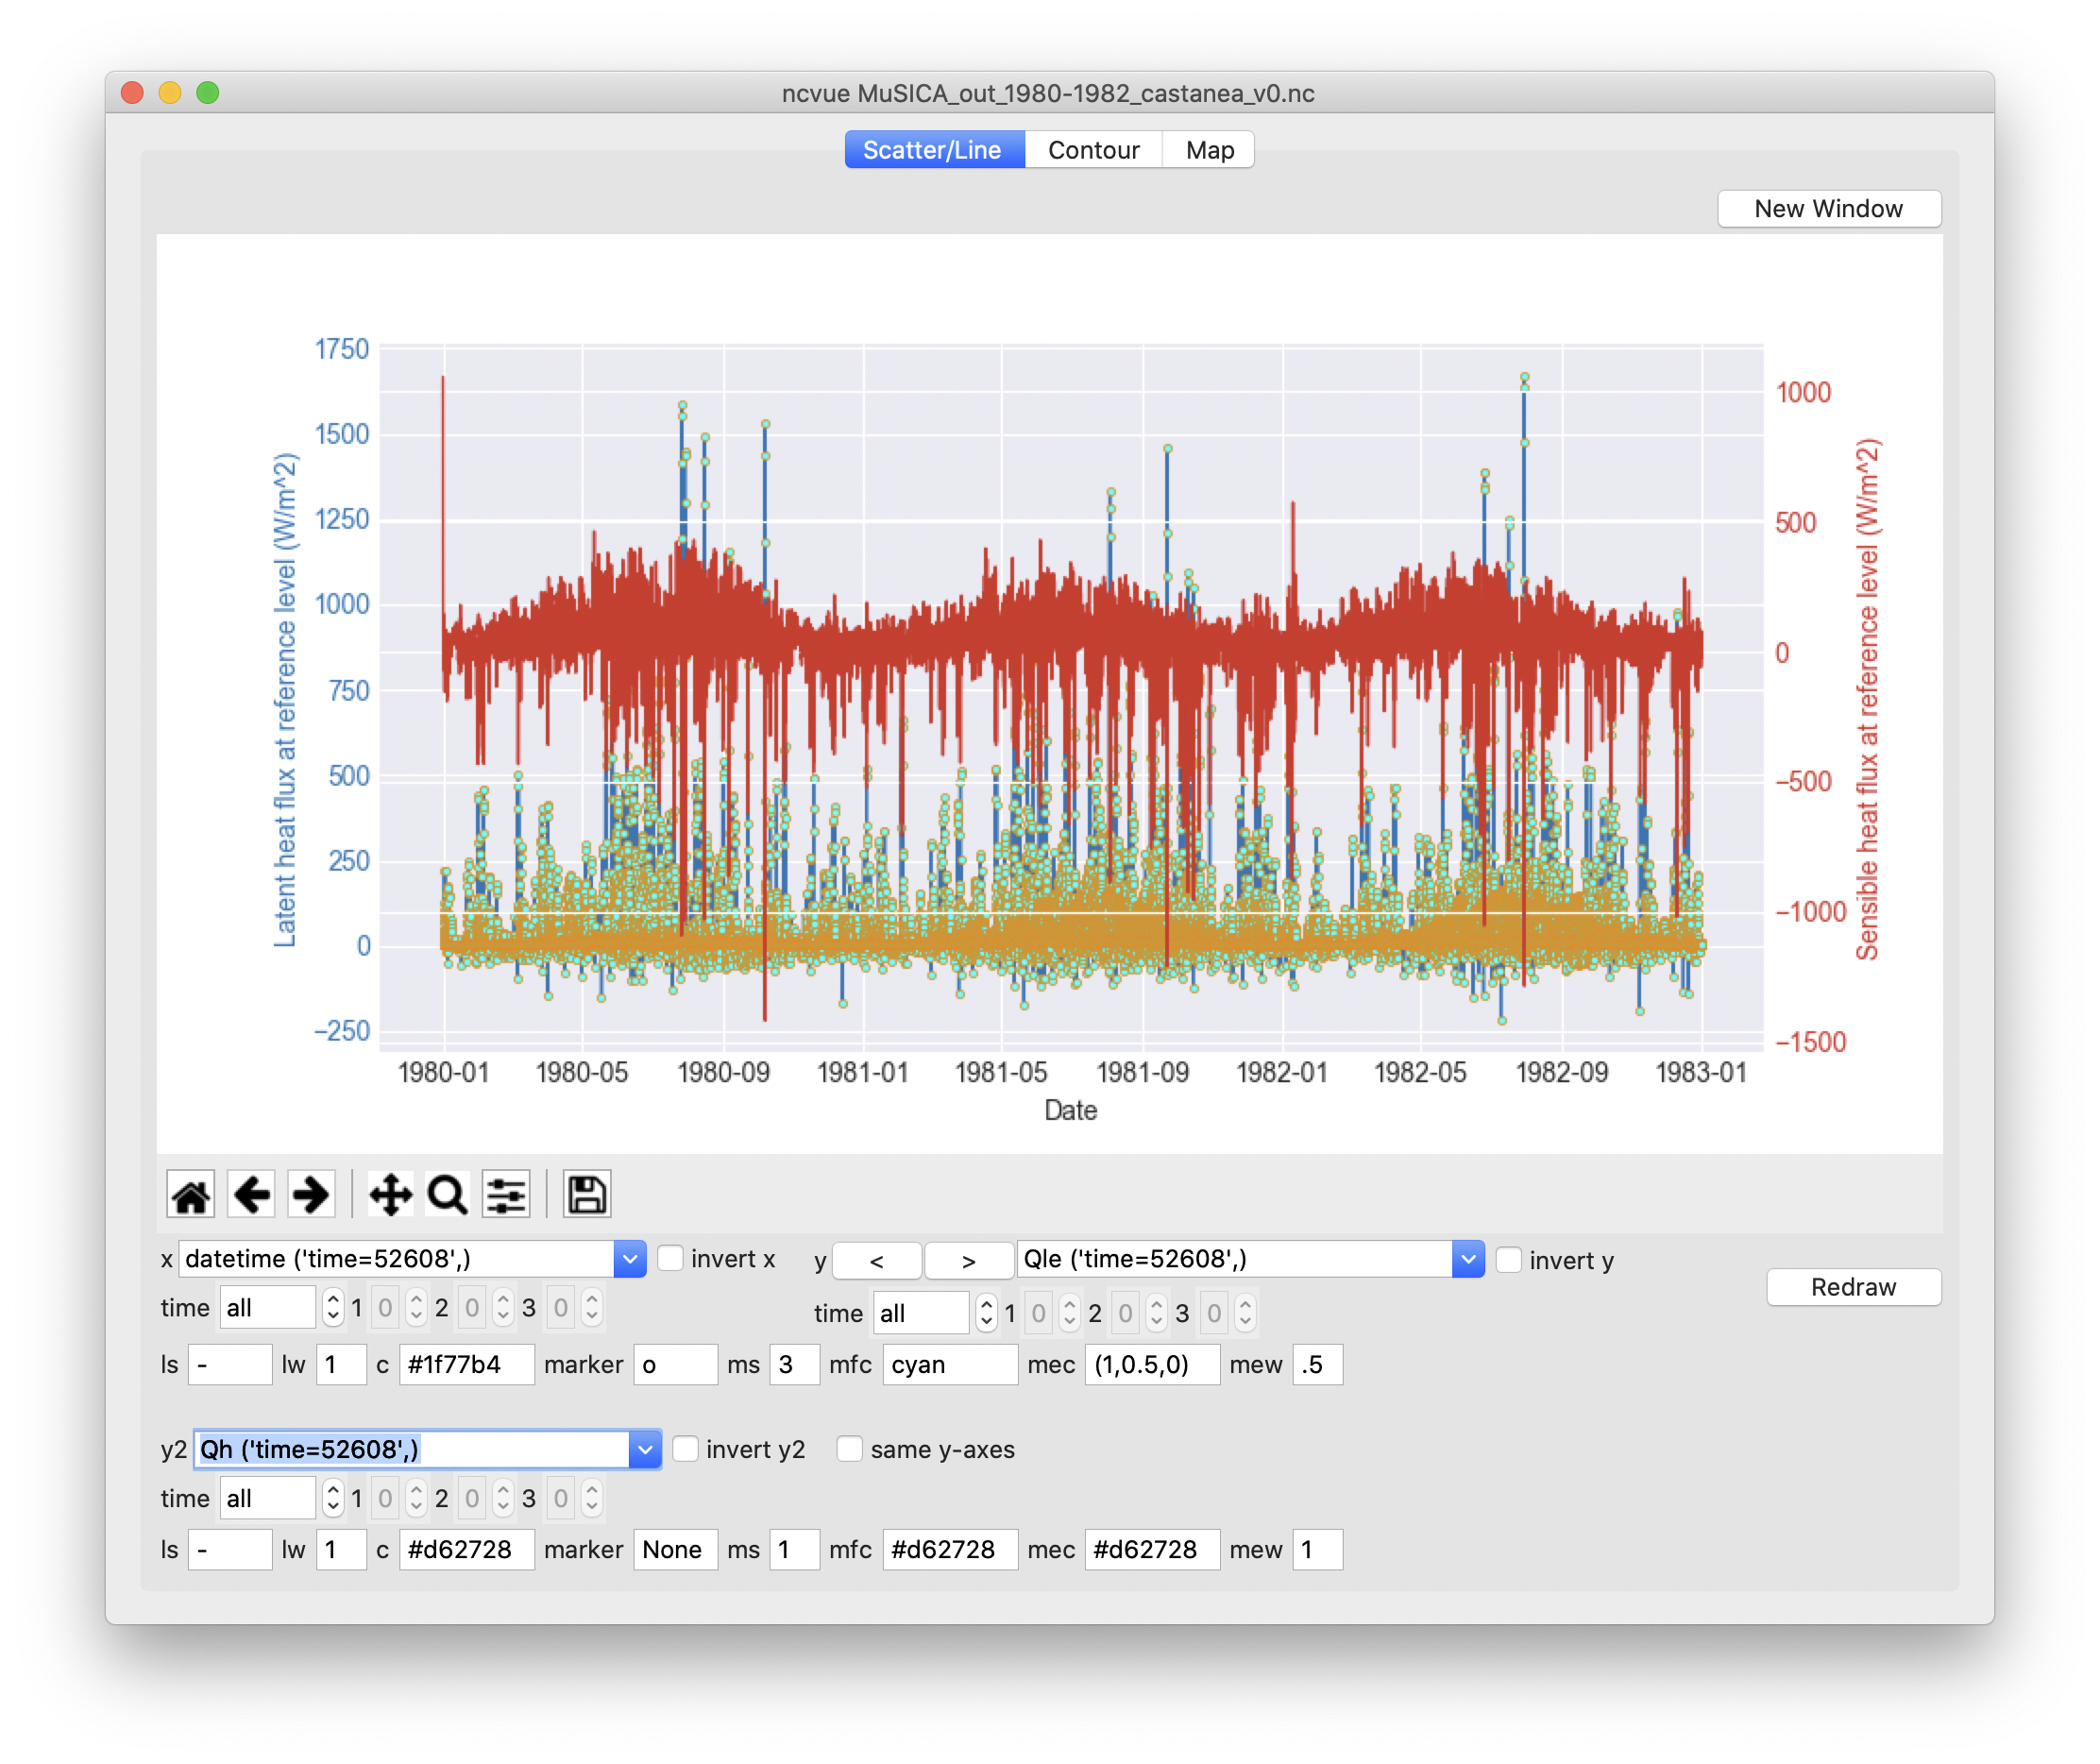 ncvue MuSICA_out_1980-1982_castanea_v0.nc
Scatter/Line Contour Map
New Window
1750
1500
1250
1000
750
500
250
0
−250
Latent heat flux at reference level (W/m^2)
1000
500
0
−500
−1000
−1500
Sensible heat flux at reference level (W/m^2)
1980-01 1980-05 1980-09 1981-01 1981-05 1981-09 1982-01 1982-05 1982-09 1983-01
Date
x datetime ('time=52608',) invert x y < > Qle ('time=52608',) invert y
Redraw
time all 1 0 2 0 3 0 time all 1 0 2 0 3 0
ls - lw 1 c #1f77b4 marker o ms 3 mfc cyan mec (1,0.5,0) mew .5
y2 Qh ('time=52608',) invert y2 same y-axes
time all 1 0 2 0 3 0
ls - lw 1 c #d62728 marker None ms 1 mfc #d62728 mec #d62728 mew 1